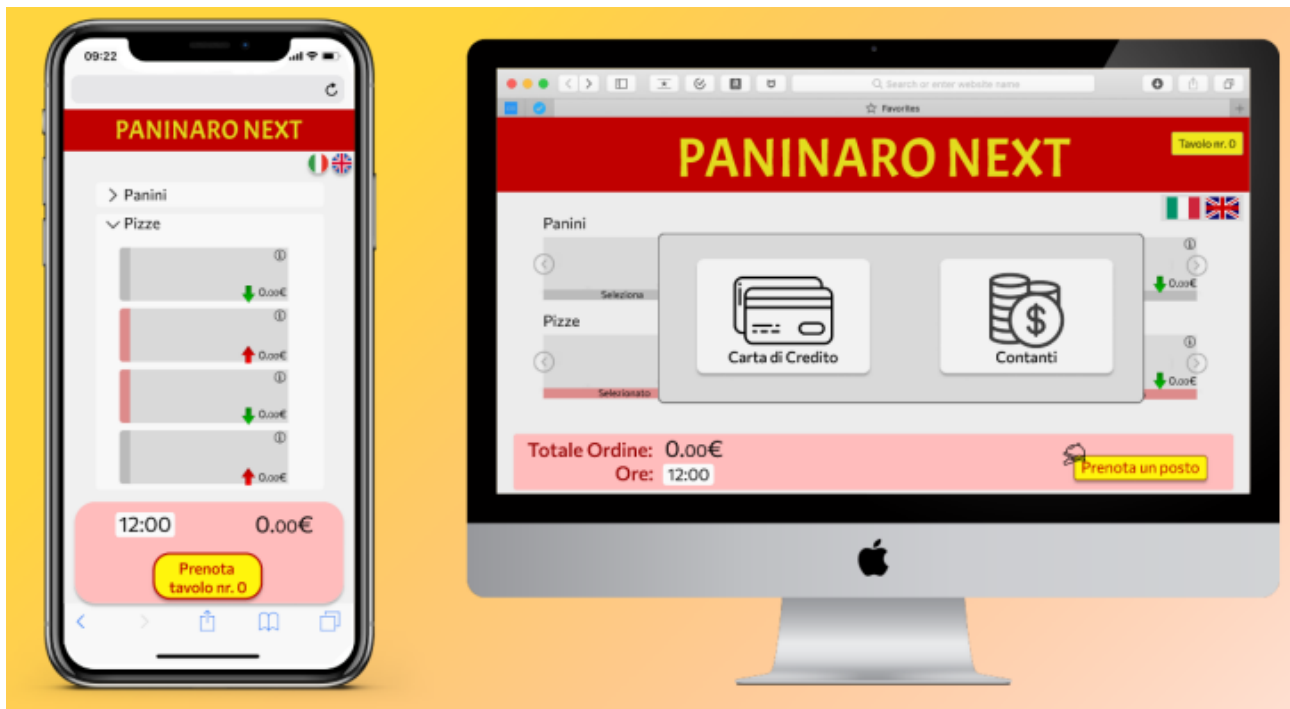 09:22
PANINARO NEXT
Panini
Pizze
0.00€
0.00€
0.00€
0.00€
12:00
0.00€
Prenota
tavolo nr. 0
Search or enter website name
Favorites
PANINARO NEXT
Tavolo nr. 0
Panini
Seleziona
0.00€
Pizze
Selezionato
0.00€
Carta di Credito
Contanti
Totale Ordine: 0.00€
Ore: 12:00
Prenota un posto